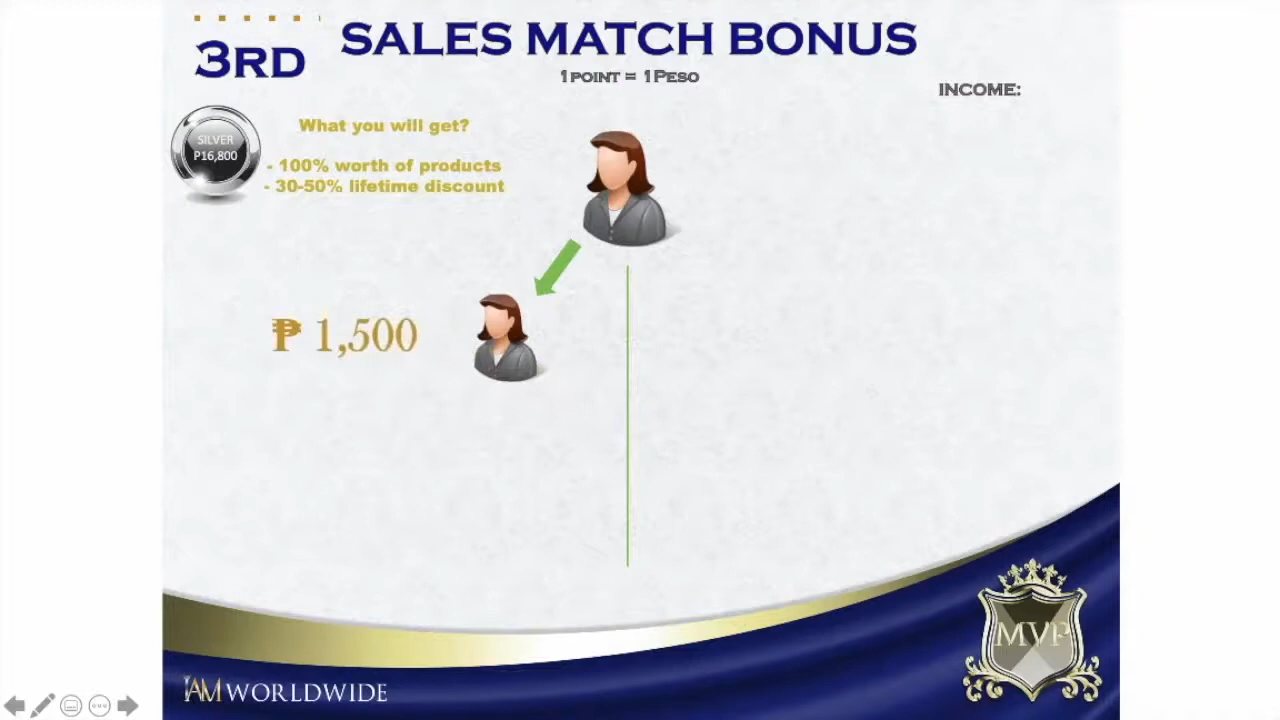 3RD
SALES MATCH BONUS
1 POINT = 1 PESO
INCOME:
SILVER
P16,800
What you will get?
- 100% worth of products
- 30-50% lifetime discount
₱ 1,500
MVP
IAM WORLDWIDE